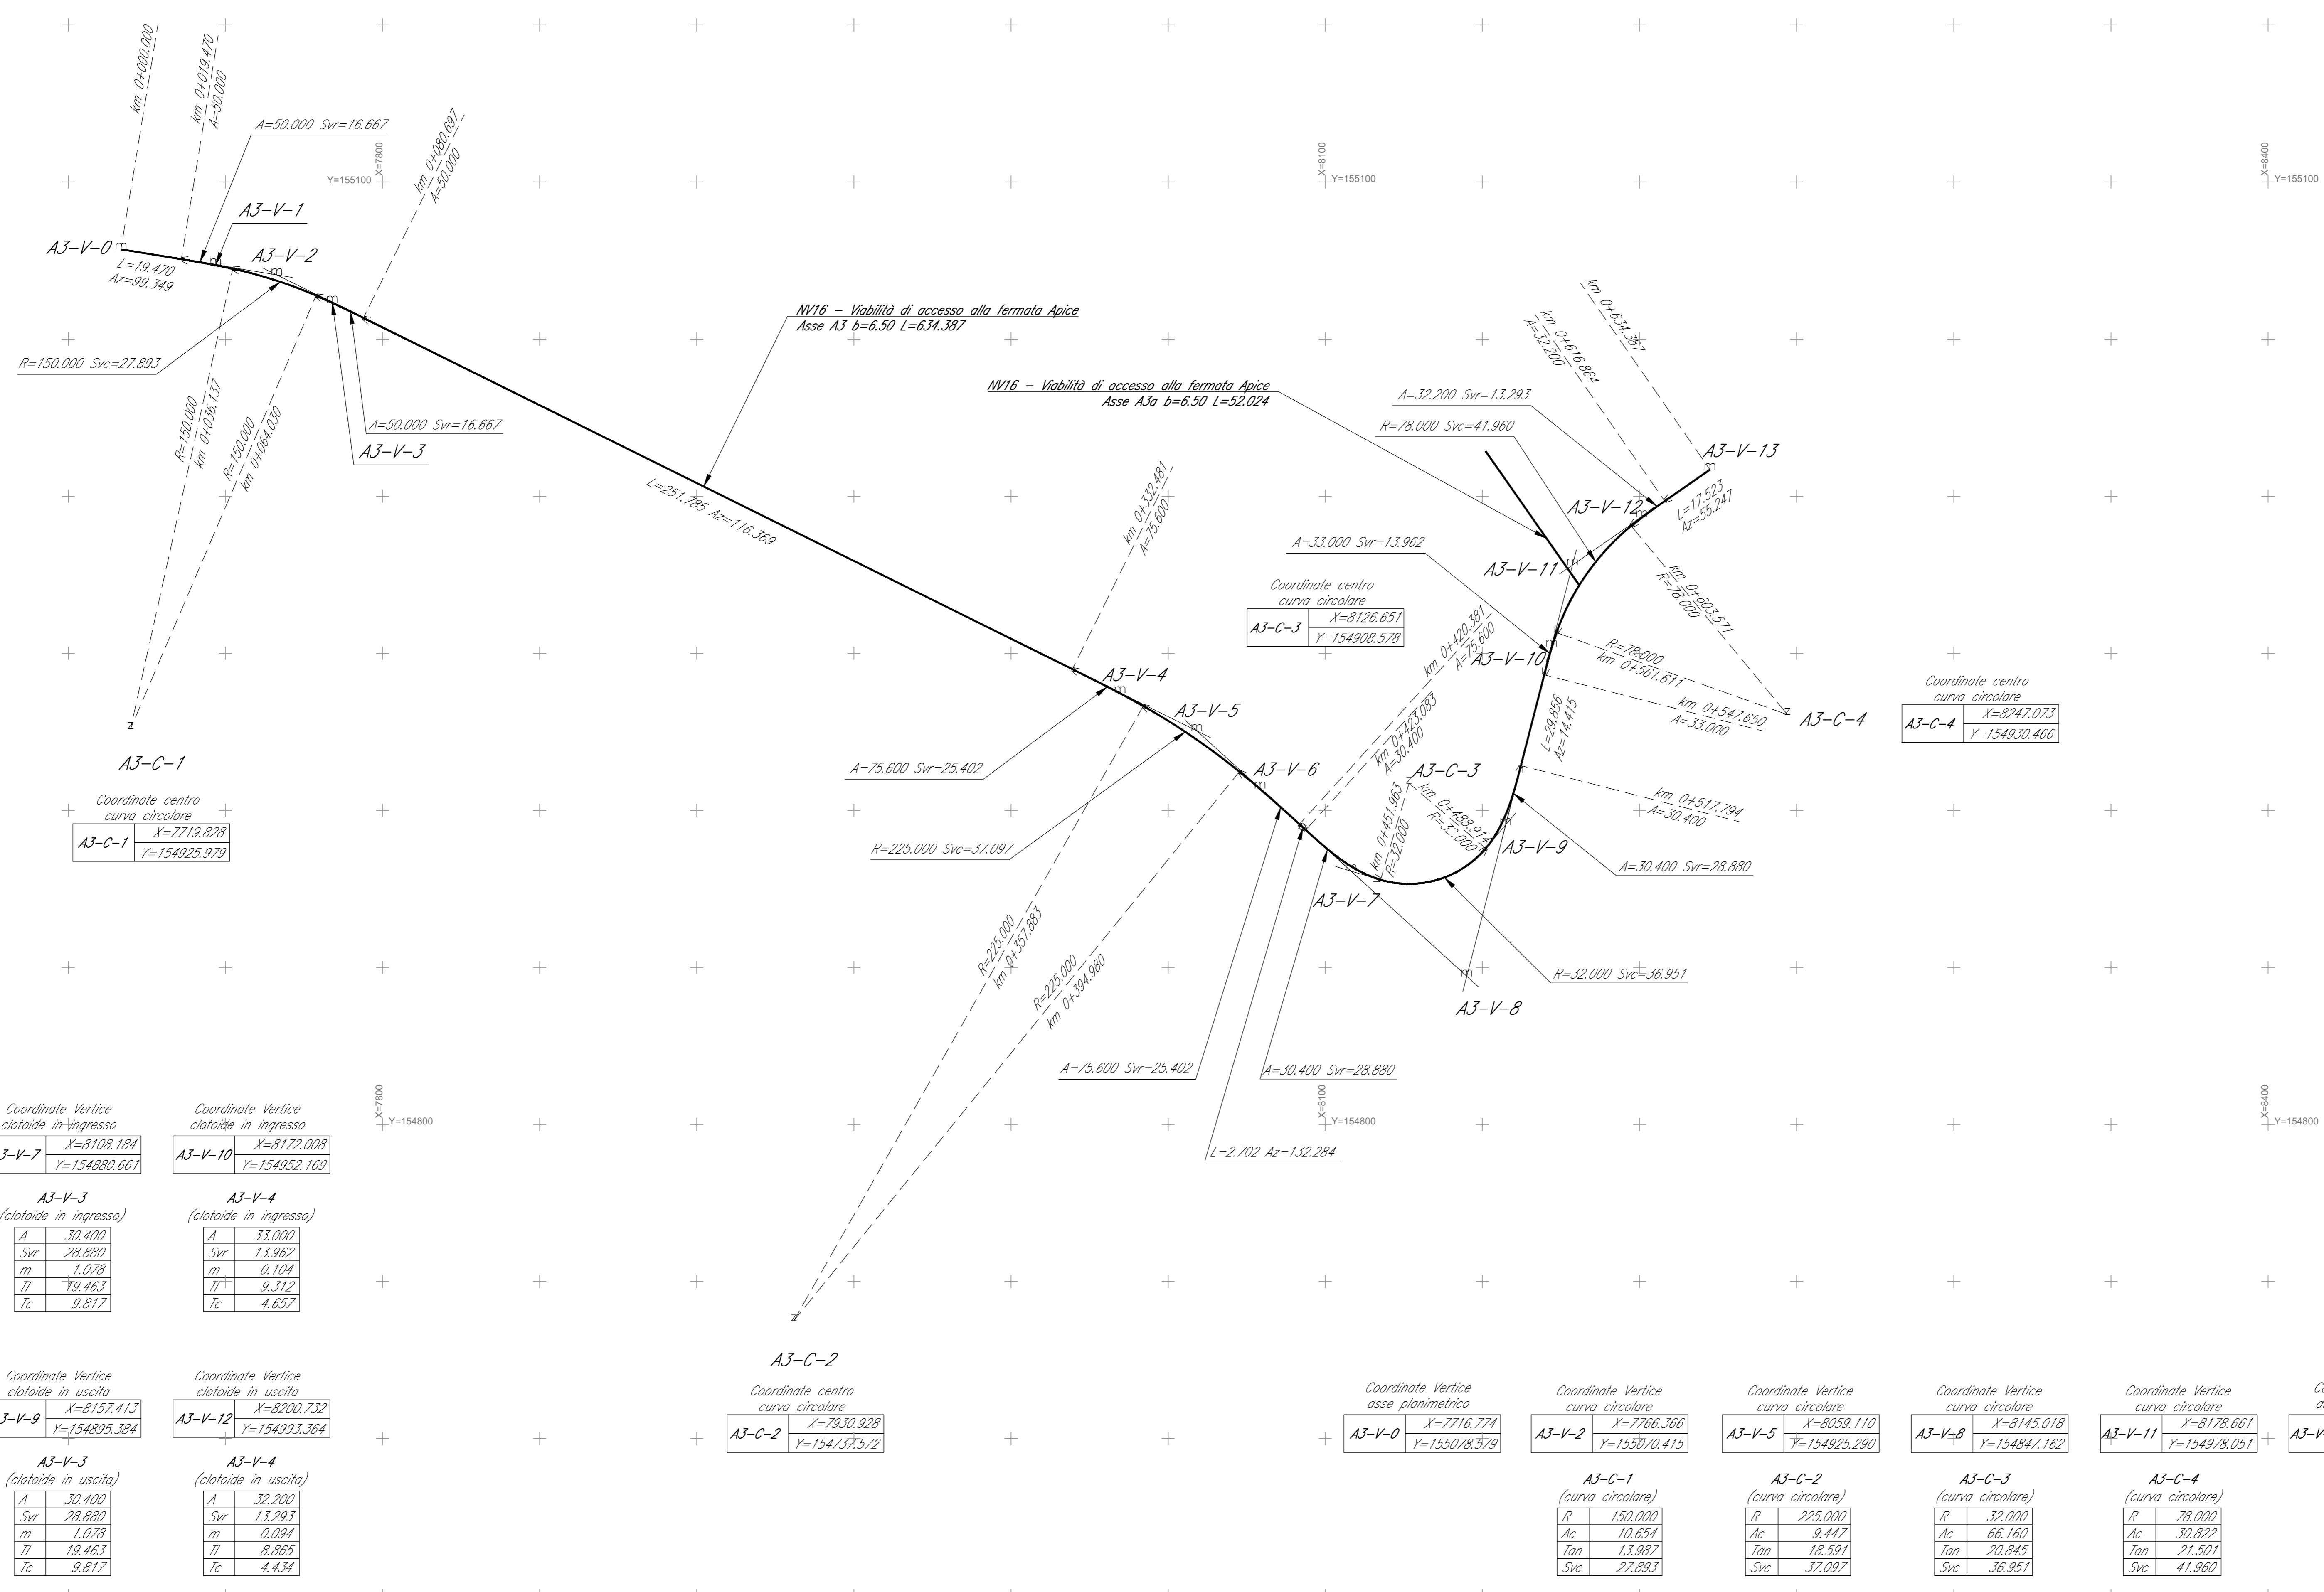 km 0+000.000
km 0+019.470
A=50.000
A=50.000 Svr=16.667
km 0+080.697
A=50.000
X=7800
Y=155100
X=8100
Y=155100
X=8400
Y=155100
A3-V-0
A3-V-1
A3-V-2
L=19.470
Az=99.349
R=150.000 Svc=27.893
R=150.000
km 0+036.137
R=150.000
km 0+064.030
A=50.000 Svr=16.667
A3-V-3
NV16 - Viabilità di accesso alla fermata Apice
Asse A3 b=6.50 L=634.387
NV16 - Viabilità di accesso alla fermata Apice
Asse A3a b=6.50 L=52.024
L=251.785 Az=116.369
km 0+332.481
A=75.600
km 0+634.387
km 0+616.864
A=32.200
A=32.200 Svr=13.293
R=78.000 Svc=41.960
A3-V-13
A3-V-12
L=17.523
Az=55.247
A=33.000 Svr=13.962
A3-V-11
km 0+603.571
R=78.000
Coordinate centro
curva circolare
A3-C-3
X=8126.651
Y=154908.578
A3-V-10
R=78.000
km 0+561.611
km 0+547.650
A=33.000
A3-C-4
Coordinate centro
curva circolare
A3-C-4
X=8247.073
Y=154930.466
km 0+420.381
A=75.600
km 0+423.083
A=30.400
L=29.856
Az=14.415
A3-V-4
A3-V-5
A3-V-6
A=75.600 Svr=25.402
R=225.000 Svc=37.097
A3-C-3
km 0+451.963
R=32.000
km 0+488.914
R=32.000
km 0+517.794
A=30.400
A3-V-9
A=30.400 Svr=28.880
A3-V-7
R=32.000 Svc=36.951
A3-V-8
A3-C-1
Coordinate centro
curva circolare
A3-C-1
X=7719.828
Y=154925.979
R=225.000
km 0+357.883
R=225.000
km 0+394.980
A=75.600 Svr=25.402
A=30.400 Svr=28.880
L=2.702 Az=132.284
X=7800
Y=154800
X=8100
Y=154800
X=8400
Y=154800
Coordinate Vertice
clotoide in ingresso
3-V-7
X=8108.184
Y=154880.661
Coordinate Vertice
clotoide in ingresso
A3-V-10
X=8172.008
Y=154952.169
A3-V-3
(clotoide in ingresso)
A 30.400
Svr 28.880
m 1.078
Tl 19.463
Tc 9.817
A3-V-4
(clotoide in ingresso)
A 33.000
Svr 13.962
m 0.104
Tl 9.312
Tc 4.657
Coordinate Vertice
clotoide in uscita
3-V-9
X=8157.413
Y=154895.384
Coordinate Vertice
clotoide in uscita
A3-V-12
X=8200.732
Y=154993.364
A3-V-3
(clotoide in uscita)
A 30.400
Svr 28.880
m 1.078
Tl 19.463
Tc 9.817
A3-V-4
(clotoide in uscita)
A 32.200
Svr 13.293
m 0.094
Tl 8.865
Tc 4.434
A3-C-2
Coordinate centro
curva circolare
A3-C-2
X=7930.928
Y=154737.572
Coordinate Vertice
asse planimetrico
A3-V-0
X=7716.774
Y=155078.579
Coordinate Vertice
curva circolare
A3-V-2
X=7766.366
Y=155070.415
Coordinate Vertice
curva circolare
A3-V-5
X=8059.110
Y=154925.290
Coordinate Vertice
curva circolare
A3-V-8
X=8145.018
Y=154847.162
Coordinate Vertice
curva circolare
A3-V-11
X=8178.661
Y=154978.051
A3-C-1
(curva circolare)
R 150.000
Ac 10.654
Tan 13.987
Svc 27.893
A3-C-2
(curva circolare)
R 225.000
Ac 9.447
Tan 18.591
Svc 37.097
A3-C-3
(curva circolare)
R 32.000
Ac 66.160
Tan 20.845
Svc 36.951
A3-C-4
(curva circolare)
R 78.000
Ac 30.822
Tan 21.501
Svc 41.960